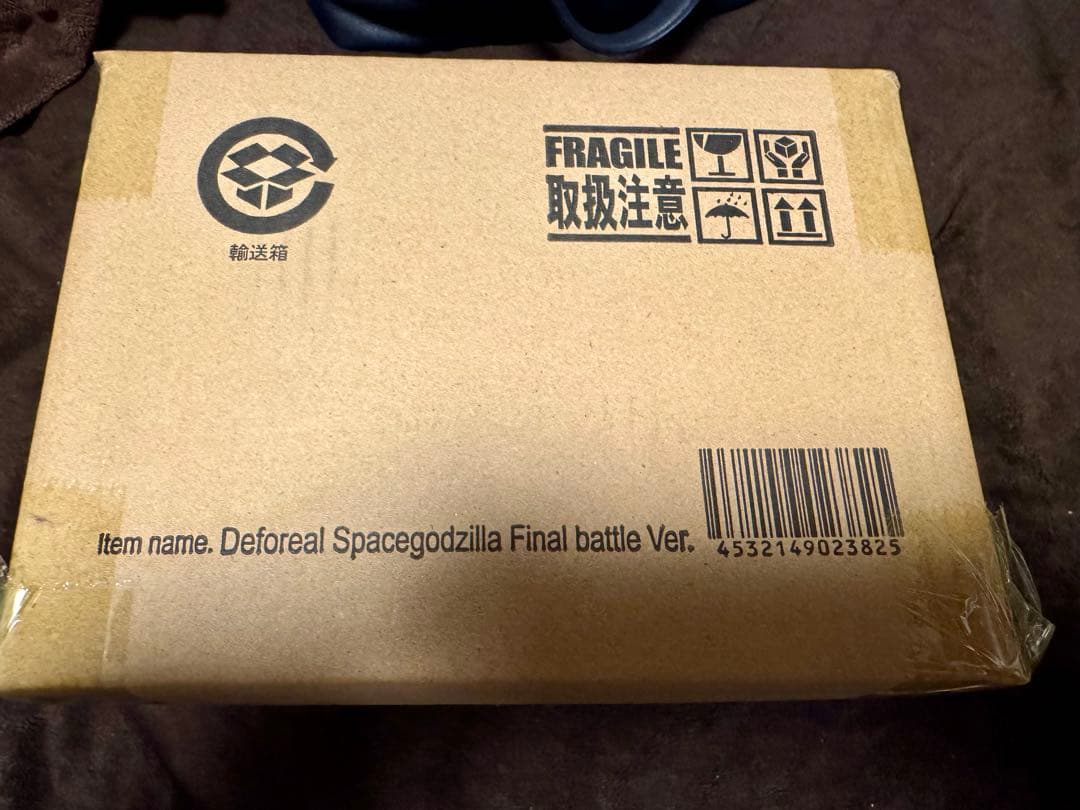 FRAGILE
取扱注意
輸送箱
Item name. Deforeal Spacegodzilla Final battle Ver.
4532149023825